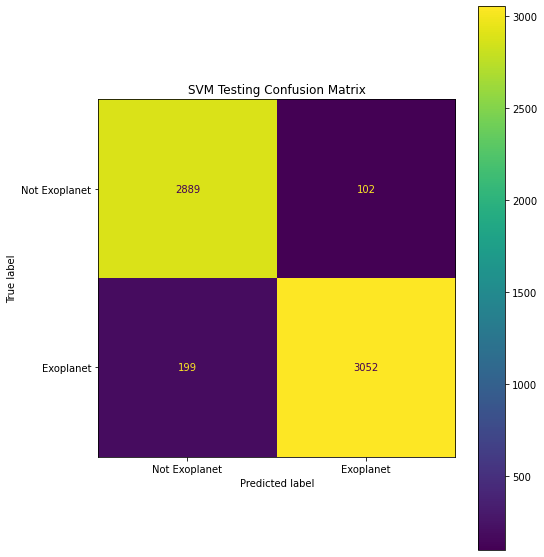 SVM Testing Confusion Matrix
True label
Not Exoplanet
2889 102
Exoplanet
199 3052
Not Exoplanet Exoplanet
Predicted label
3000
2500
2000
1500
1000
500